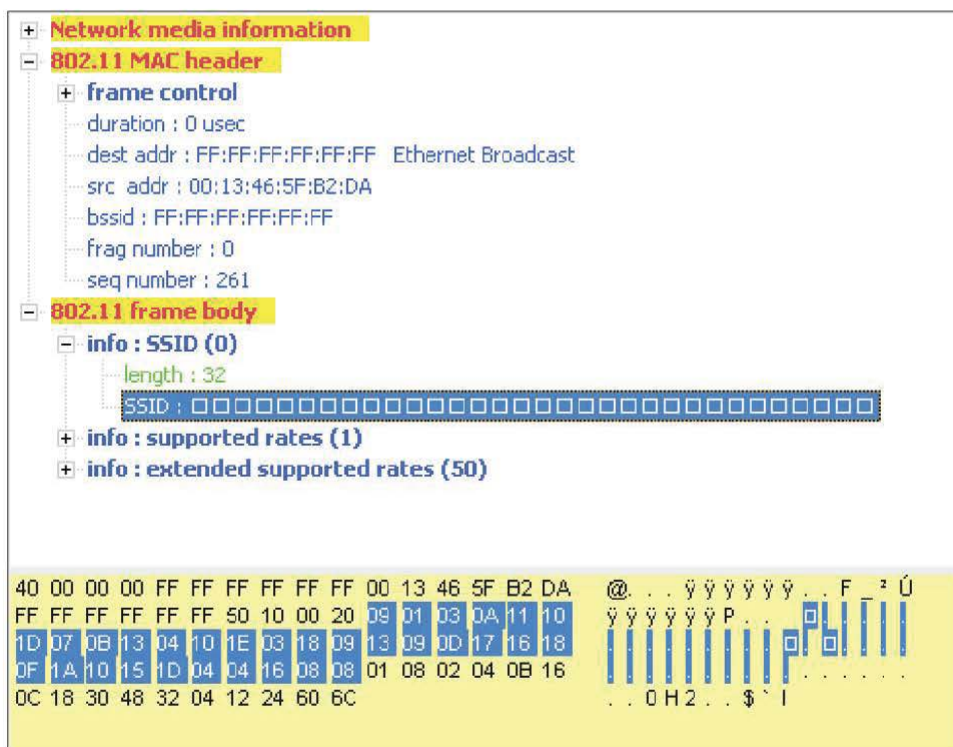 Network media information
802.11 MAC header
frame control
duration : 0 usec
dest addr : FF:FF:FF:FF:FF:FF Ethernet Broadcast
src addr : 00:13:46:5F:B2:DA
bssid : FF:FF:FF:FF:FF:FF
frag number : 0
seq number : 261
802.11 frame body
info : SSID (0)
length : 32
SSID : □□□□□□□□□□□□□□□□□□□□□□□□□□□□□□□□
info : supported rates (1)
info : extended supported rates (50)
40 00 00 00 FF FF FF FF FF FF 00 13 46 5F B2 DA @. . . ÿ ÿ ÿ ÿ ÿ ÿ . . F _ ² Ú
FF FF FF FF FF FF 50 10 00 20 09 01 03 0A 11 10 ÿ ÿ ÿ ÿ ÿ ÿ P . .
1D 07 0B 13 04 10 1E 03 18 09 13 09 0D 17 16 18
0F 1A 10 15 1D 04 04 16 08 08 01 08 02 04 0B 16
0C 18 30 48 32 04 12 24 60 6C . . 0 H 2 . . $ ` l